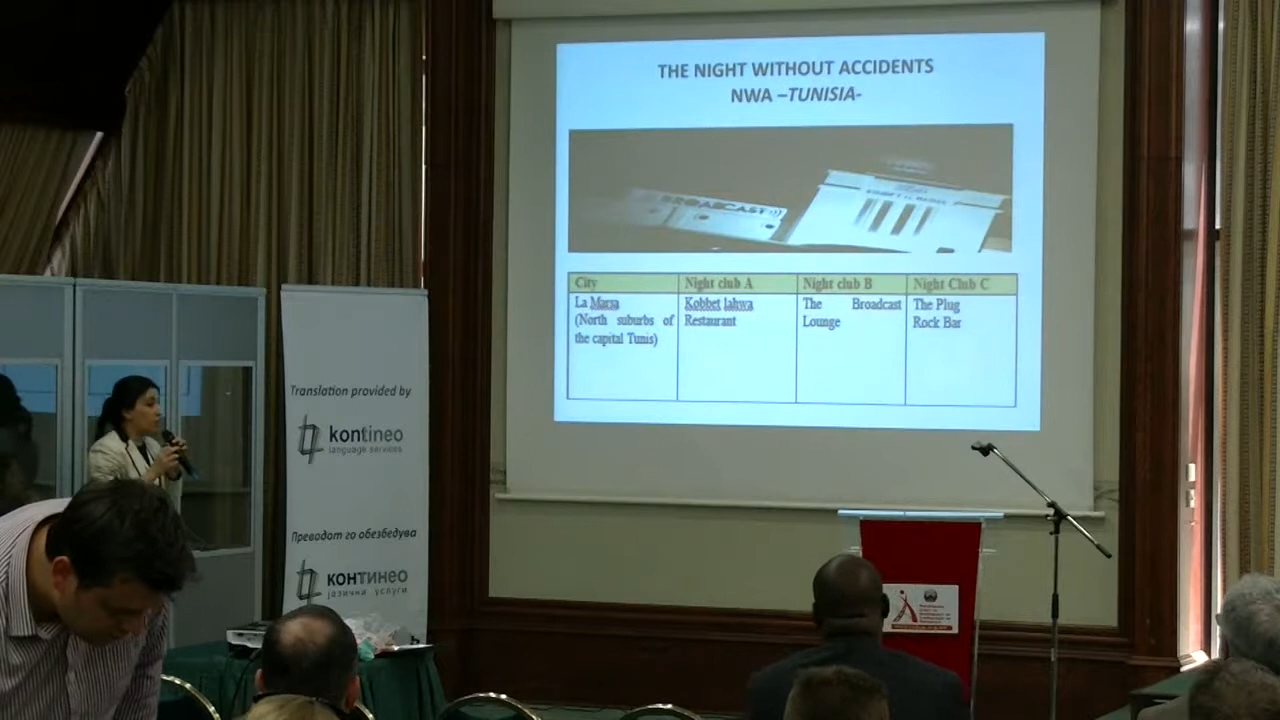 THE NIGHT WITHOUT ACCIDENTS
NWA –TUNISIA-
BROADCAST
City
Night club A
Night club B
Night Club C
La Marsa
(North suburbs of
the capital Tunis)
Kobbet lahwa
Restaurant
The Broadcast
Lounge
The Plug
Rock Bar
Translation provided by
kontineo
language services
Преводот го обезбедува
континео
јазични услуги